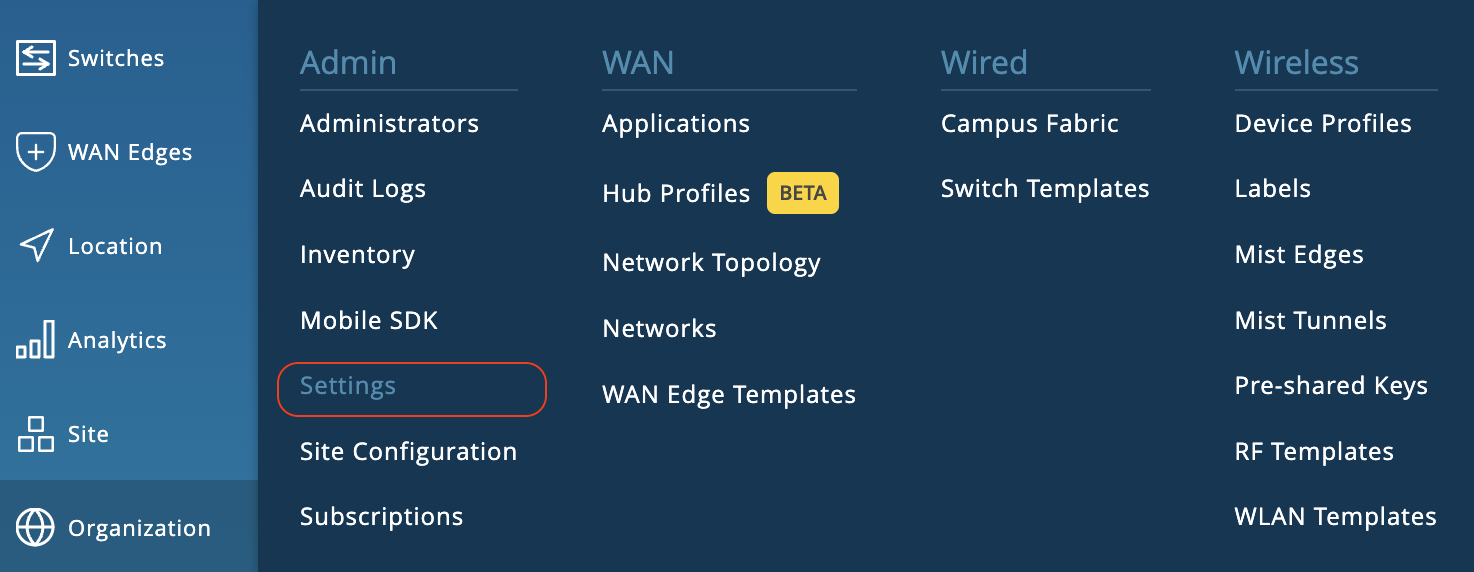 Switches
WAN Edges
Location
Analytics
Site
Organization
Admin
Administrators
Audit Logs
Inventory
Mobile SDK
Settings
Site Configuration
Subscriptions
WAN
Applications
Hub Profiles BETA
Network Topology
Networks
WAN Edge Templates
Wired
Campus Fabric
Switch Templates
Wireless
Device Profiles
Labels
Mist Edges
Mist Tunnels
Pre-shared Keys
RF Templates
WLAN Templates